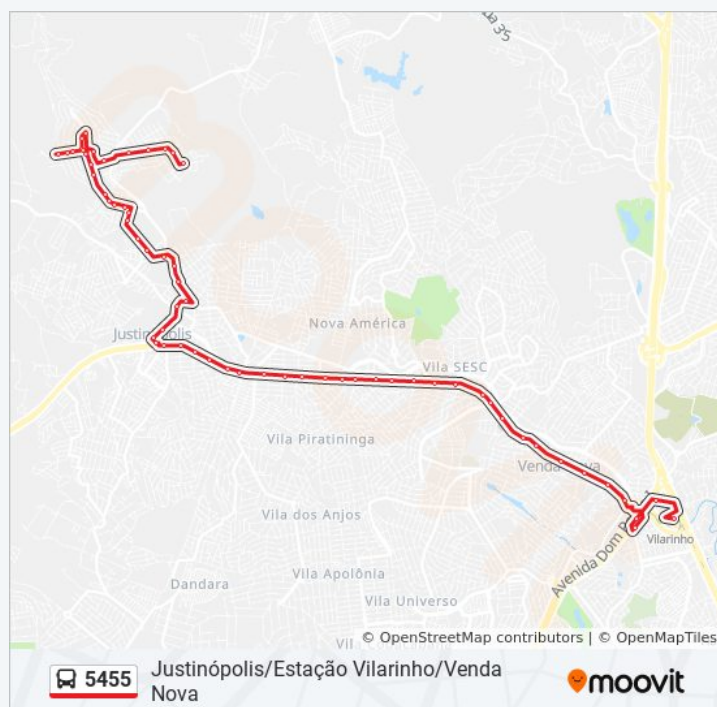 Nova América
Justinópolis
Vila SESC
Vila Piratininga
Venda Nova
Vila dos Anjos
Vilarinho
Avenida Dom P
Vila Apolônia
Dandara
Vila Universo
© OpenStreetMap contributors | © OpenMapTiles
5455
Justinópolis/Estação Vilarinho/Venda
Nova
moovit